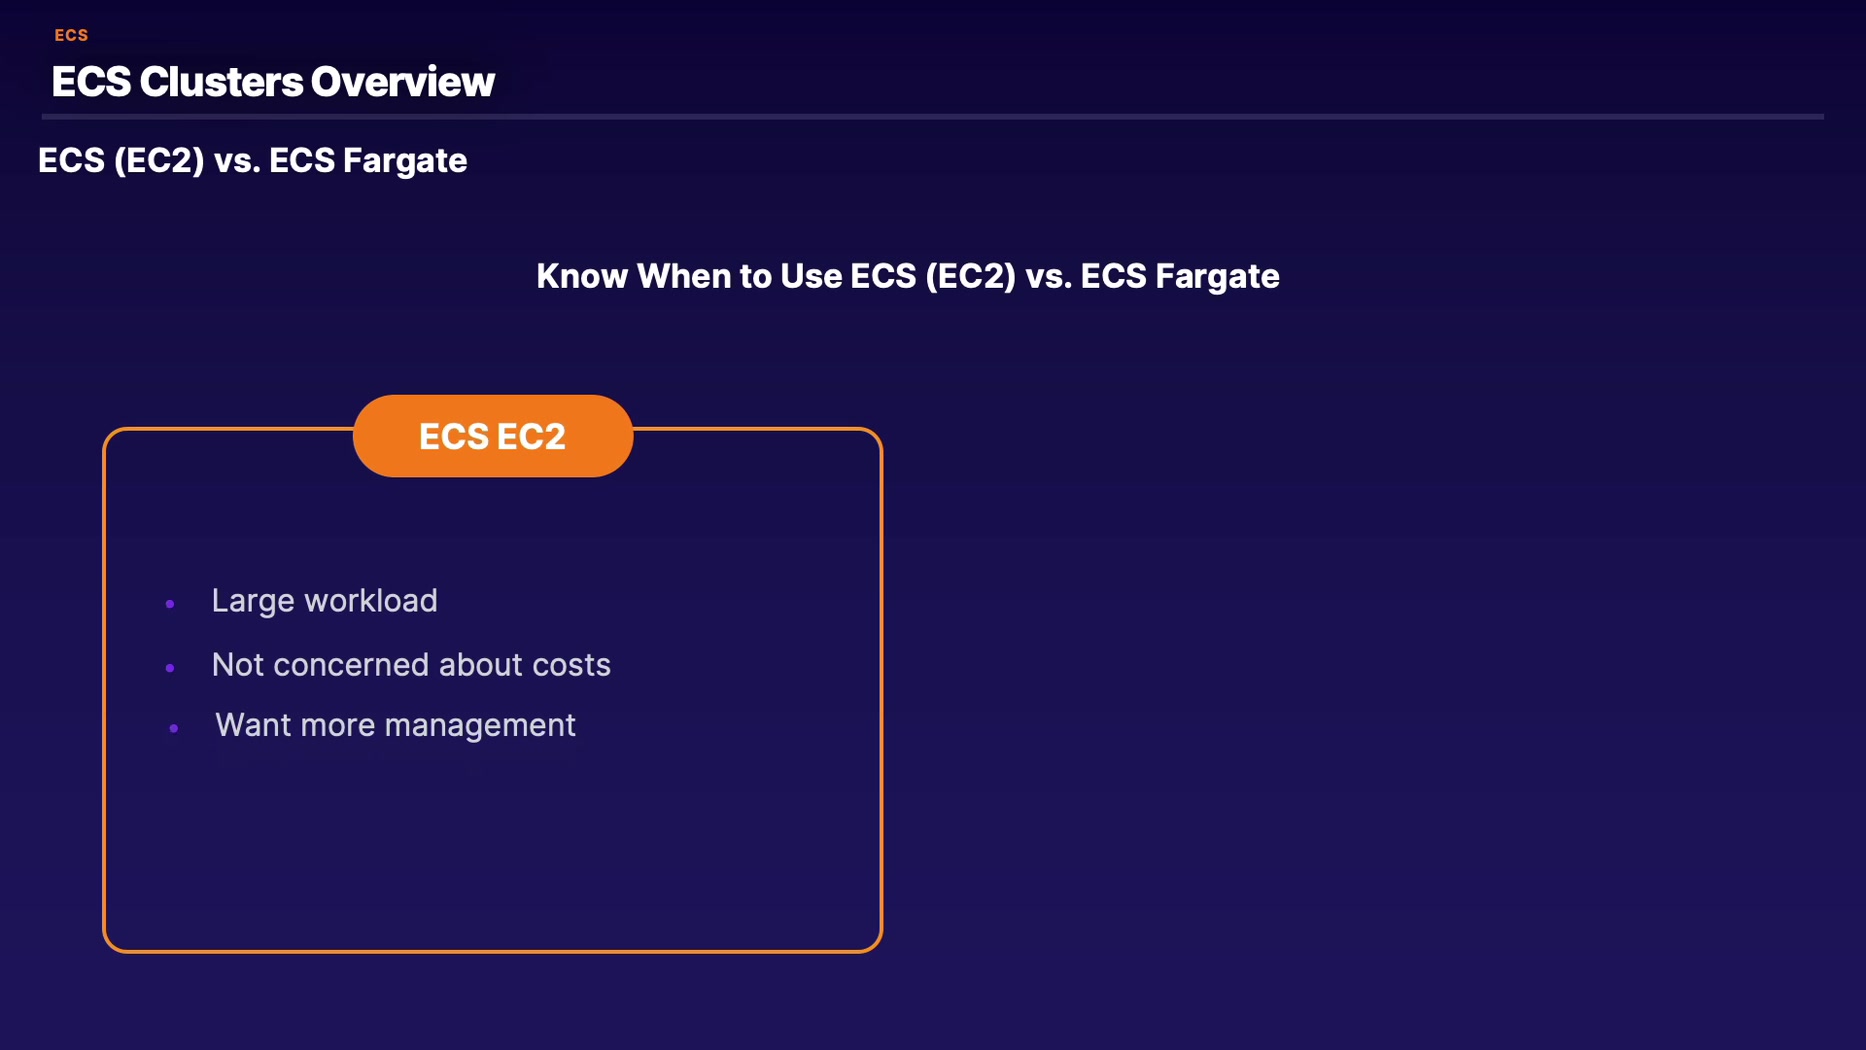 ECS
ECS Clusters Overview
ECS (EC2) vs. ECS Fargate
Know When to Use ECS (EC2) vs. ECS Fargate
ECS EC2
• Large workload
• Not concerned about costs
• Want more management